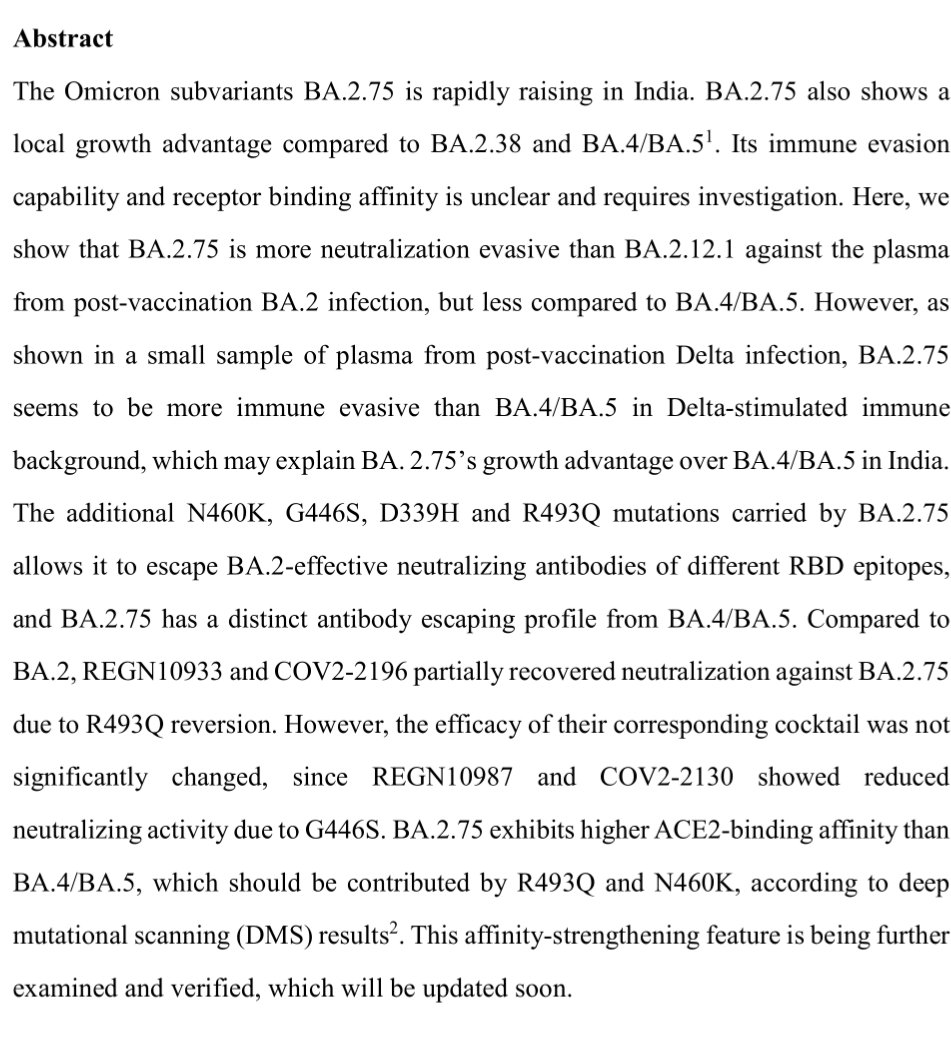 Abstract
The Omicron subvariants BA.2.75 is rapidly raising in India. BA.2.75 also shows a
local growth advantage compared to BA.2.38 and BA.4/BA.5¹. Its immune evasion
capability and receptor binding affinity is unclear and requires investigation. Here, we
show that BA.2.75 is more neutralization evasive than BA.2.12.1 against the plasma
from post-vaccination BA.2 infection, but less compared to BA.4/BA.5. However, as
shown in a small sample of plasma from post-vaccination Delta infection, BA.2.75
seems to be more immune evasive than BA.4/BA.5 in Delta-stimulated immune
background, which may explain BA. 2.75’s growth advantage over BA.4/BA.5 in India.
The additional N460K, G446S, D339H and R493Q mutations carried by BA.2.75
allows it to escape BA.2-effective neutralizing antibodies of different RBD epitopes,
and BA.2.75 has a distinct antibody escaping profile from BA.4/BA.5. Compared to
BA.2, REGN10933 and COV2-2196 partially recovered neutralization against BA.2.75
due to R493Q reversion. However, the efficacy of their corresponding cocktail was not
significantly changed, since REGN10987 and COV2-2130 showed reduced
neutralizing activity due to G446S. BA.2.75 exhibits higher ACE2-binding affinity than
BA.4/BA.5, which should be contributed by R493Q and N460K, according to deep
mutational scanning (DMS) results². This affinity-strengthening feature is being further
examined and verified, which will be updated soon.